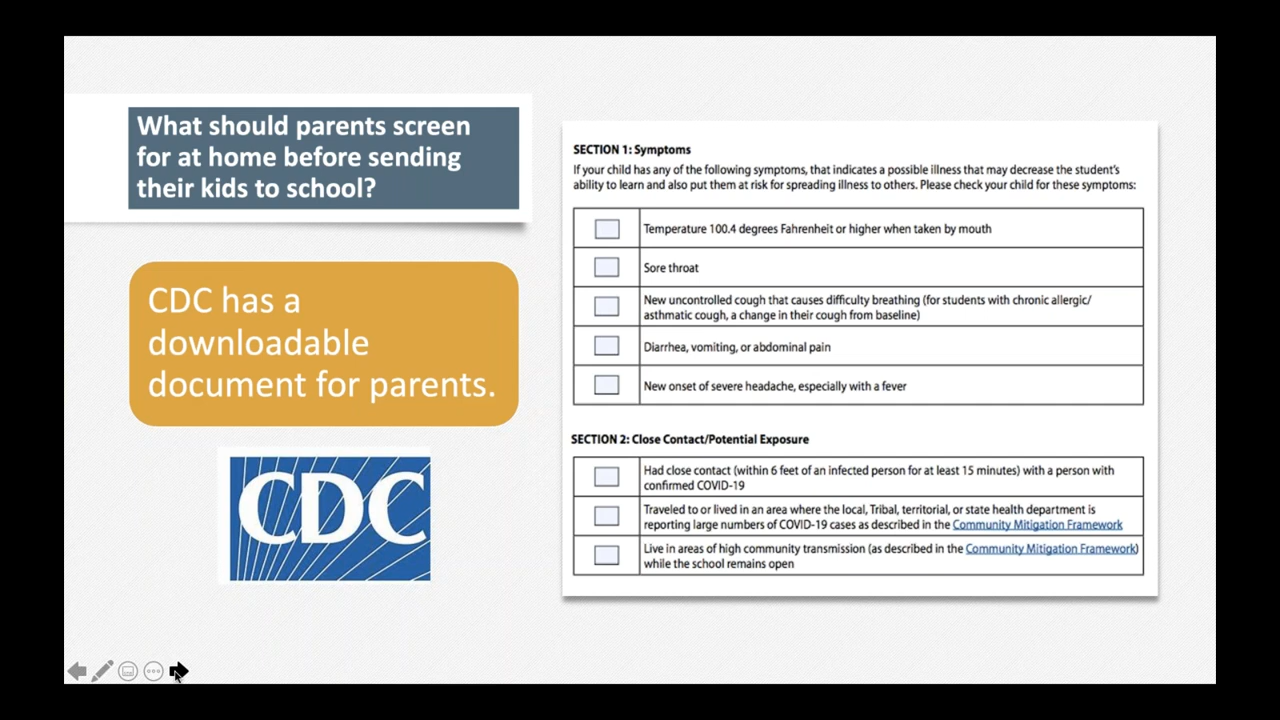 What should parents screen
for at home before sending
their kids to school?
CDC has a
downloadable
document for parents.
CDC
SECTION 1: Symptoms
If your child has any of the following symptoms, that indicates a possible illness that may decrease the student's
ability to learn and also put them at risk for spreading illness to others. Please check your child for these symptoms:
Temperature 100.4 degrees Fahrenheit or higher when taken by mouth
Sore throat
New uncontrolled cough that causes difficulty breathing (for students with chronic allergic/
asthmatic cough, a change in their cough from baseline)
Diarrhea, vomiting, or abdominal pain
New onset of severe headache, especially with a fever
SECTION 2: Close Contact/Potential Exposure
Had close contact (within 6 feet of an infected person for at least 15 minutes) with a person with
confirmed COVID-19
Traveled to or lived in an area where the local, Tribal, territorial, or state health department is
reporting large numbers of COVID-19 cases as described in the Community Mitigation Framework
Live in areas of high community transmission (as described in the Community Mitigation Framework)
while the school remains open